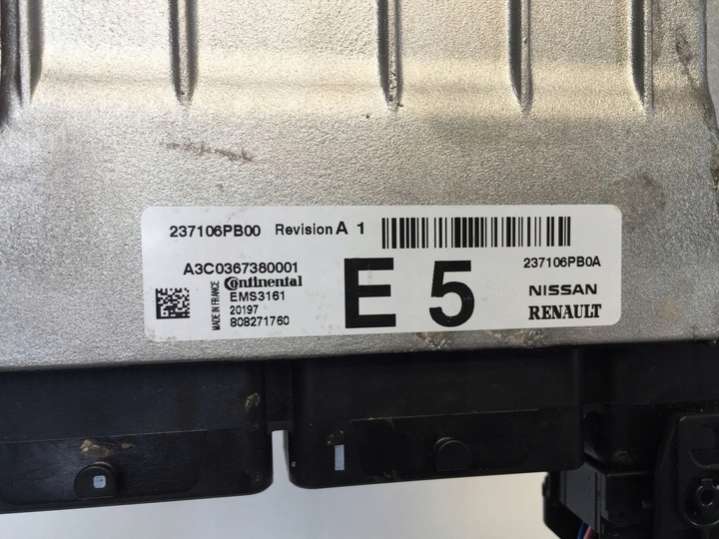 237106PB00 Revision A 1
A3C0367380001
MADE IN FRANCE
Continental
EMS3161
20197
808271760
E 5
237106PB0A
NISSAN
RENAULT